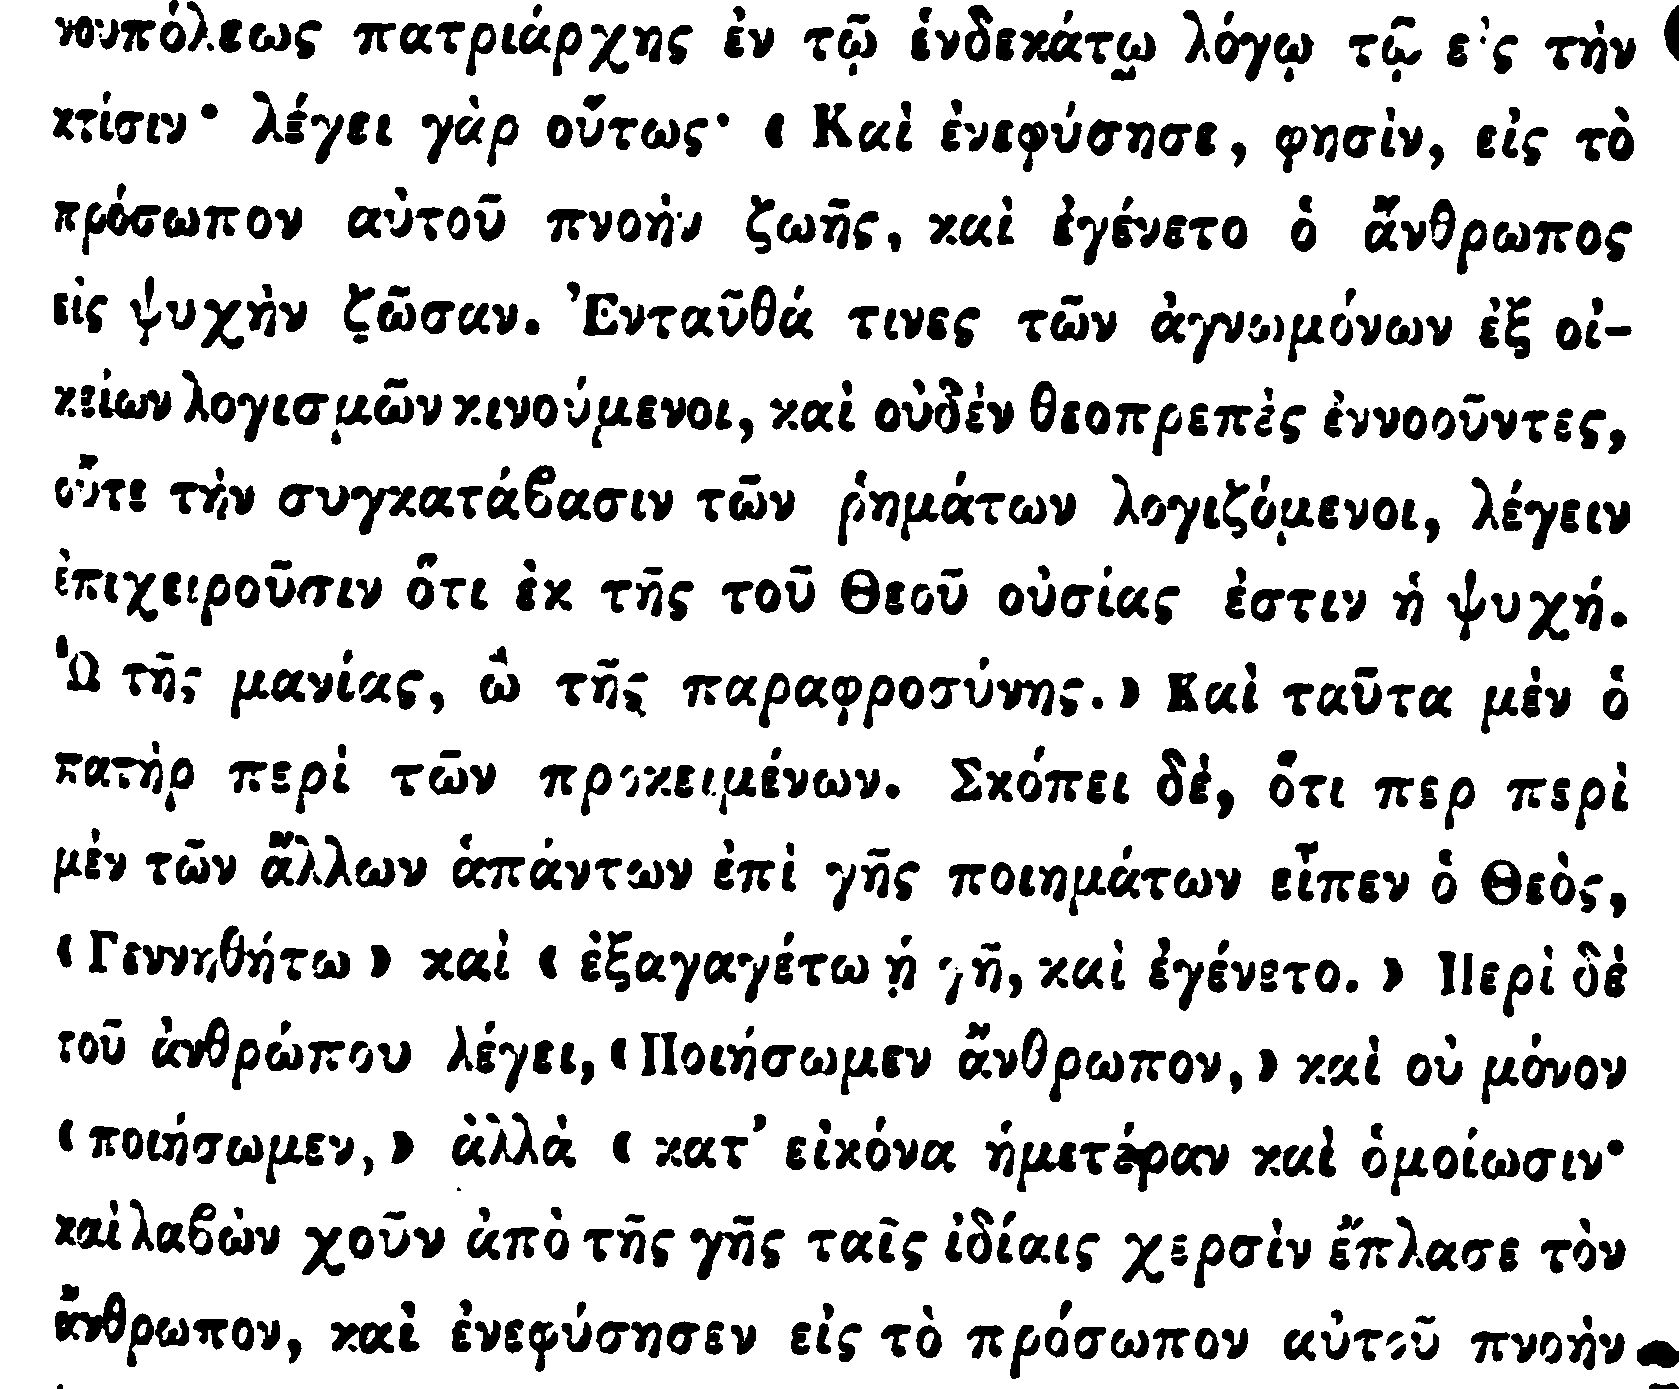 νουπόλεως πατριάρχης ἐν τῷ ἑνδεκάτῳ λόγῳ τῷ εἰς τὴν
κτίσιν· λέγει γὰρ οὕτως· « Καὶ ἐνεφύσησε, φησὶν, εἰς τὸ
πρόσωπον αὐτοῦ πνοὴν ζωῆς, καὶ ἐγένετο ὁ ἄνθρωπος
εἰς ψυχὴν ζῶσαν. Ἐνταῦθά τινες τῶν ἀγνωμόνων ἐξ οἰ-
κείων λογισμῶν κινούμενοι, καὶ οὐδὲν θεοπρεπὲς ἐννοοῦντες,
οὔτε τὴν συγκατάβασιν τῶν ῥημάτων λογιζόμενοι, λέγειν
ἐπιχειροῦσιν ὅτι ἐκ τῆς τοῦ Θεοῦ οὐσίας ἐστιν ἡ ψυχή.
Ὢ τῆς μανίας, ὢ τῆς παραφροσύνης. » Καὶ ταῦτα μὲν ὁ
πατὴρ περὶ τῶν προκειμένων. Σκόπει δὲ, ὅτι περ περὶ
μὲν τῶν ἄλλων ἁπάντων ἐπὶ γῆς ποιημάτων εἶπεν ὁ Θεὸς,
« Γεννηθήτω » καὶ « ἐξαγαγέτω ἡ γῆ, καὶ ἐγένετο. » Περὶ δὲ
τοῦ ἀνθρώπου λέγει, « Ποιήσωμεν ἄνθρωπον, » καὶ οὐ μόνον
« ποιήσωμεν, » ἀλλὰ « κατ’ εἰκόνα ἡμετέραν καὶ ὁμοίωσιν·
καὶ λαβὼν χοῦν ἀπὸ τῆς γῆς ταῖς ἰδίαις χερσὶν ἔπλασε τὸν
ἄνθρωπον, καὶ ἐνεφύσησεν εἰς τὸ πρόσωπον αὐτοῦ πνοὴν